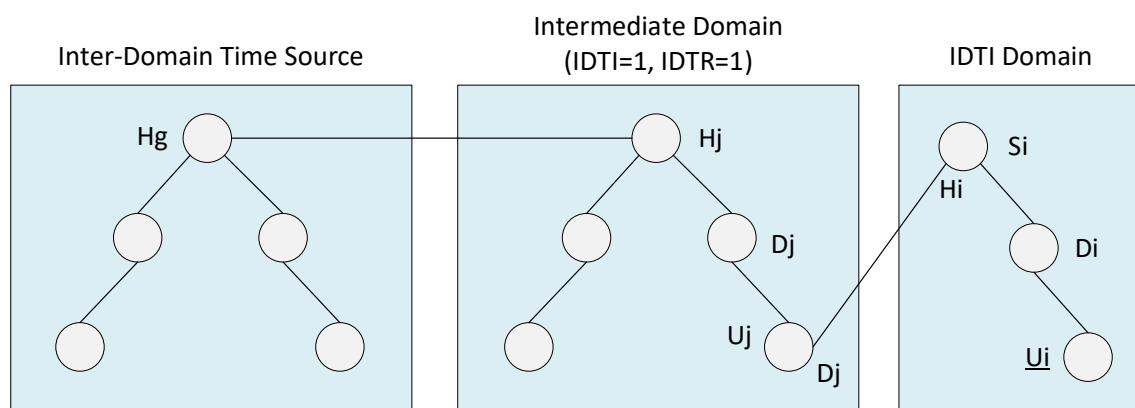 Inter-Domain Time Source
Intermediate Domain
(IDTI=1, IDTR=1)
IDTI Domain
Hg
Hj
Si
Hi
Dj
Di
Uj
Dj
Ui